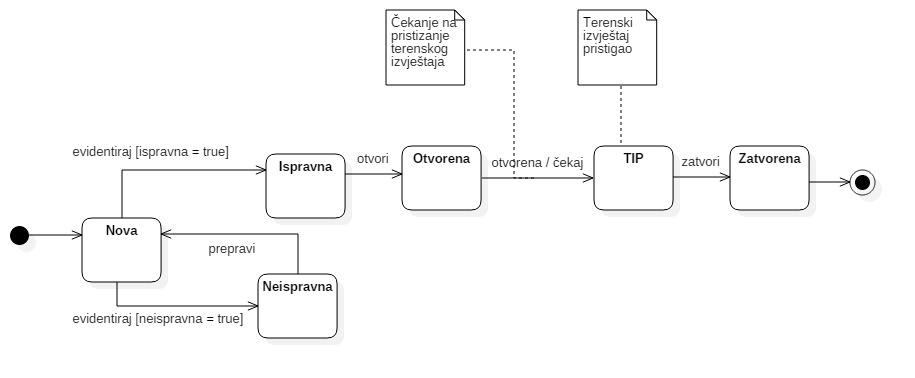 Čekanje na
pristizanje
terenskog
izvještaja
Terenski
izvještaj
pristigao
evidentiraj [ispravna = true]
Ispravna
otvori
Otvorena
otvorena / čekaj
TIP
zatvori
Zatvorena
Nova
prepravi
Neispravna
evidentiraj [neispravna = true]